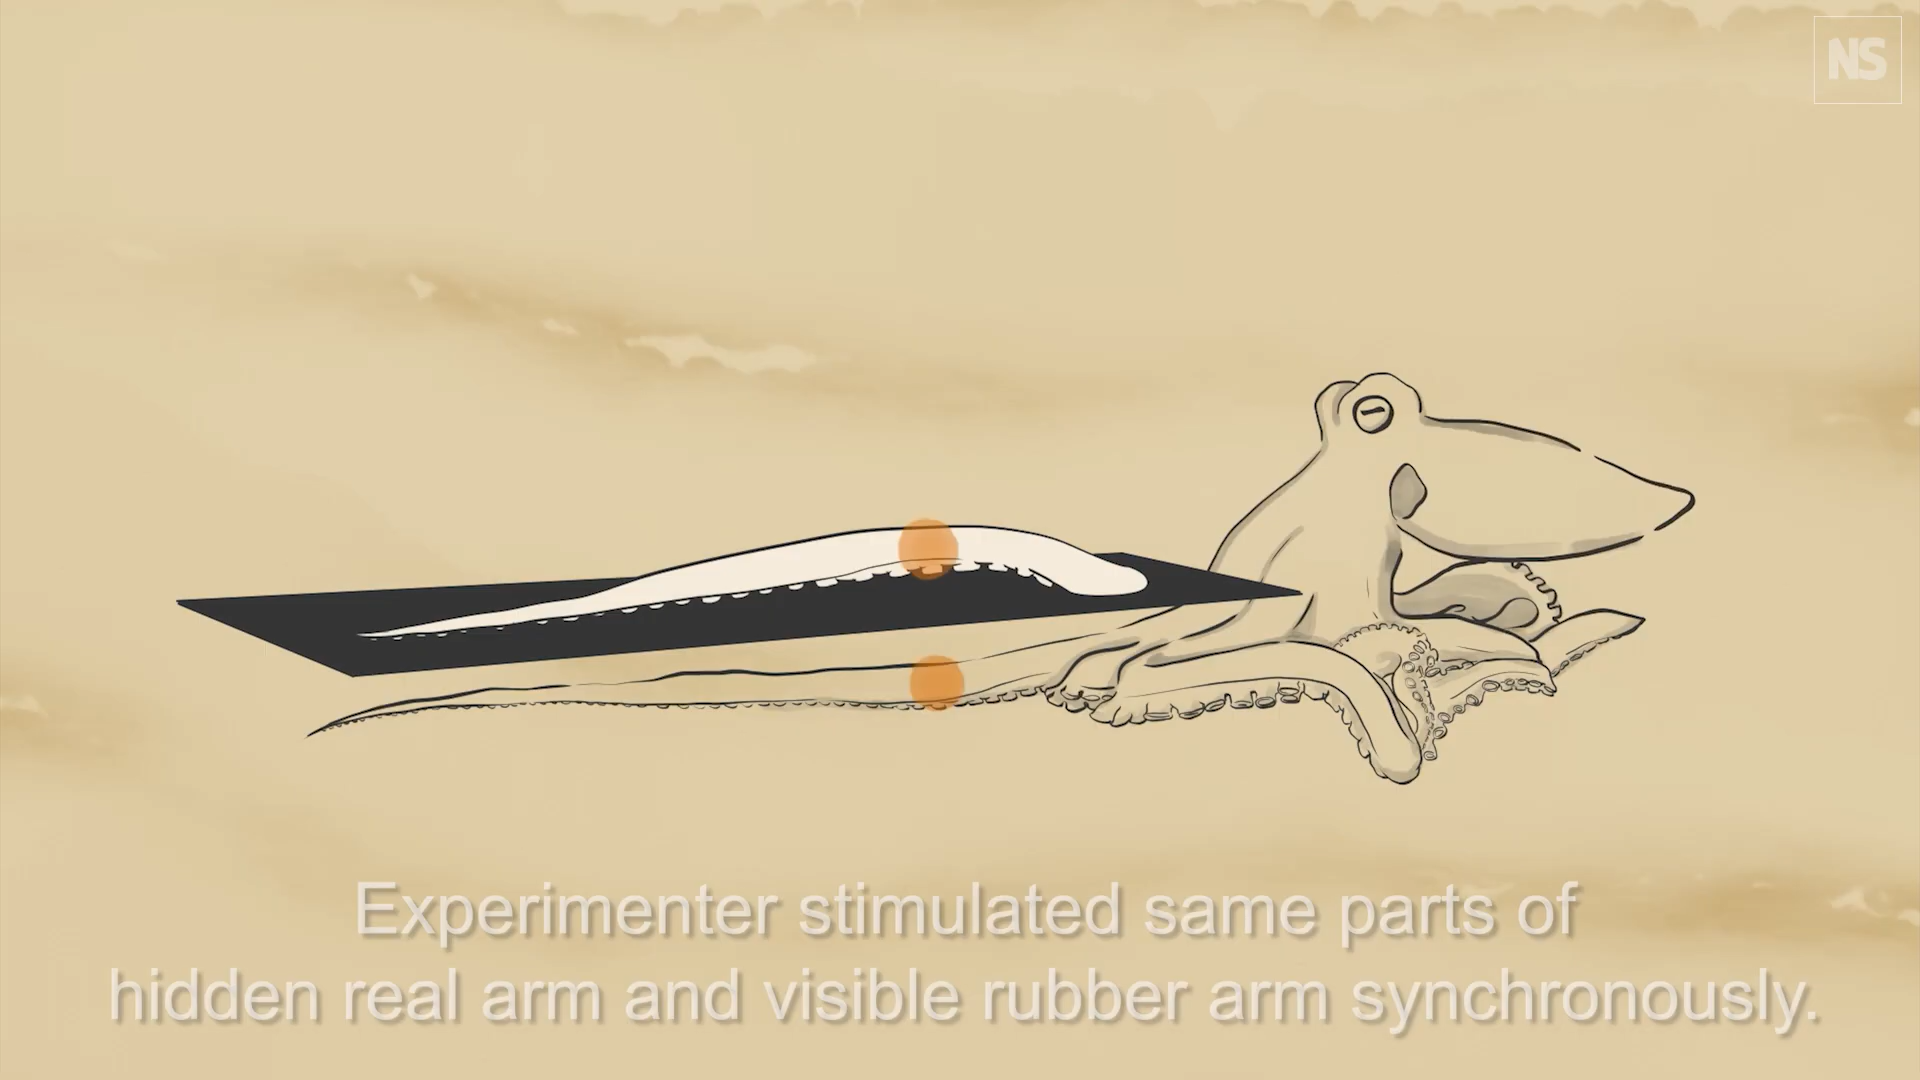 NS
Experimenter stimulated same parts of
hidden real arm and visible rubber arm synchronously.